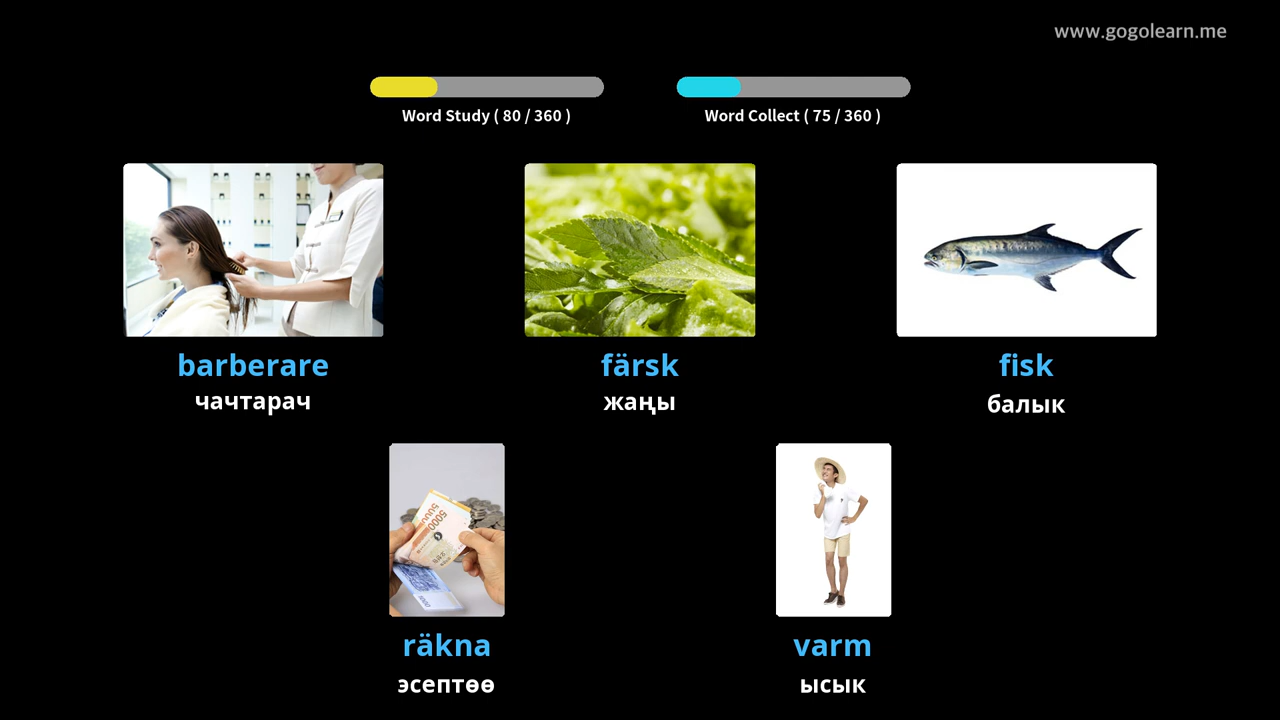 www.gogolearn.me
Word Study ( 80 / 360 )
Word Collect ( 75 / 360 )
barberare
чачтарач
färsk
жаңы
fisk
балык
5000
räkna
эсептөө
varm
ысык